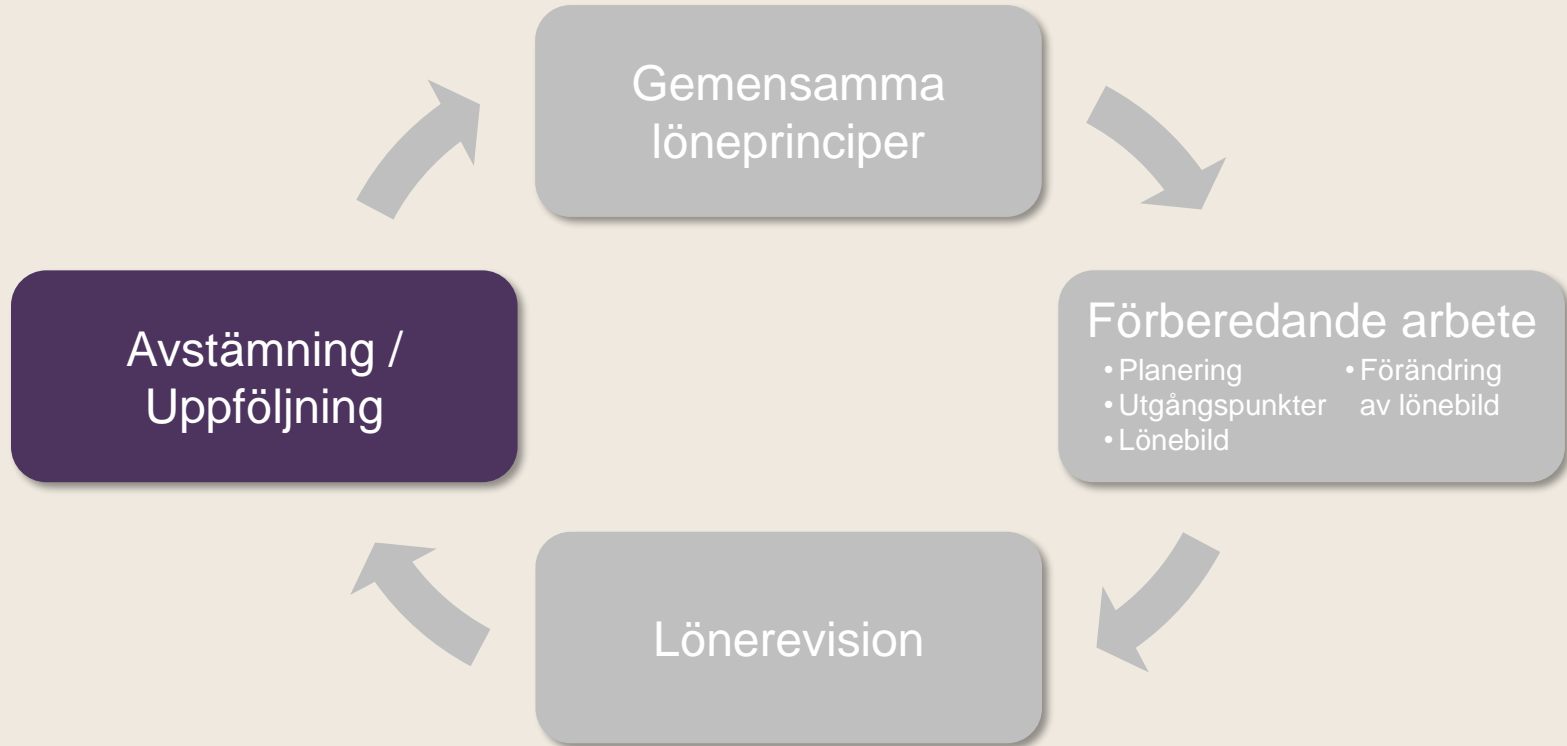 Gemensamma
löneprinciper
Förberedande arbete
• Planering
• Utgångspunkter
• Lönebild
• Förändring
av lönebild
Lönerevision
Avstämning /
Uppföljning